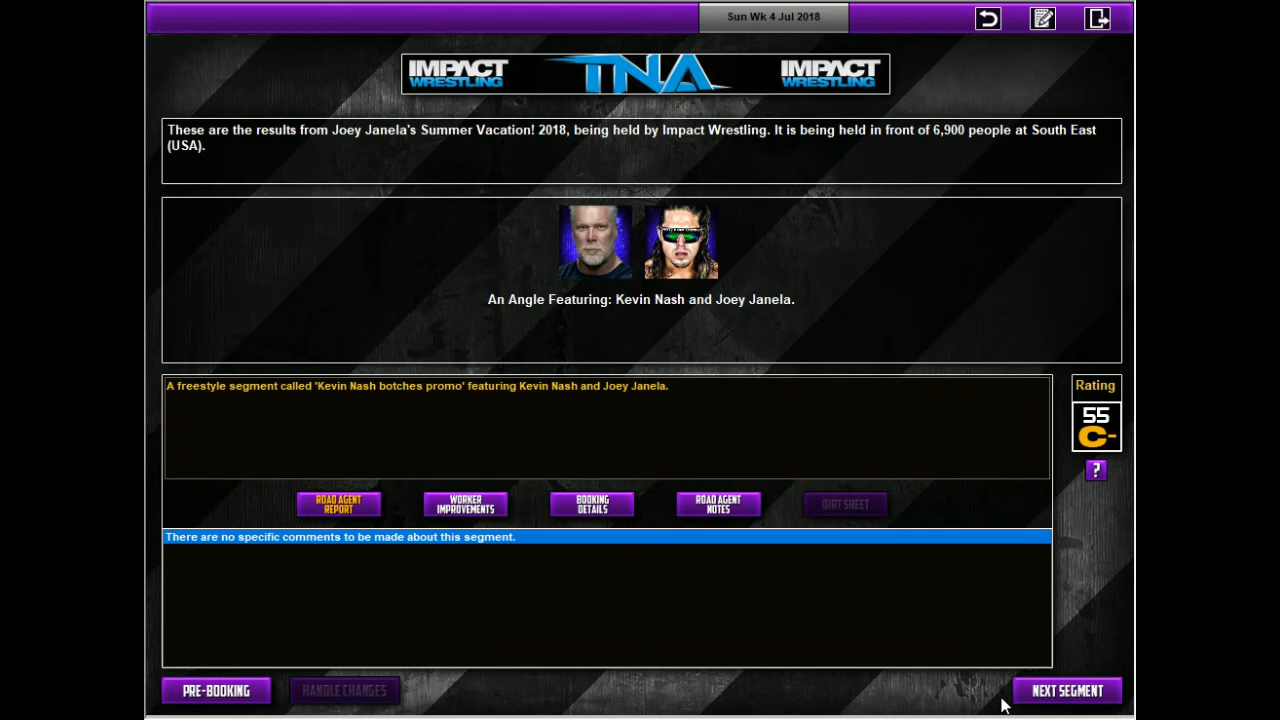 Sun Wk 4 Jul 2018
IMPACT WRESTLING TNA IMPACT WRESTLING
These are the results from Joey Janela's Summer Vacation! 2018, being held by Impact Wrestling. It is being held in front of 6,900 people at South East
(USA).
An Angle Featuring: Kevin Nash and Joey Janela.
A freestyle segment called 'Kevin Nash botches promo' featuring Kevin Nash and Joey Janela.
Rating
55
C-
?
ROAD AGENT REPORT
WORKER IMPROVEMENTS
BOOKING DETAILS
ROAD AGENT NOTES
DIRT SHEET
There are no specific comments to be made about this segment.
PRE-BOOKING
HANDLE CHANGES
NEXT SEGMENT